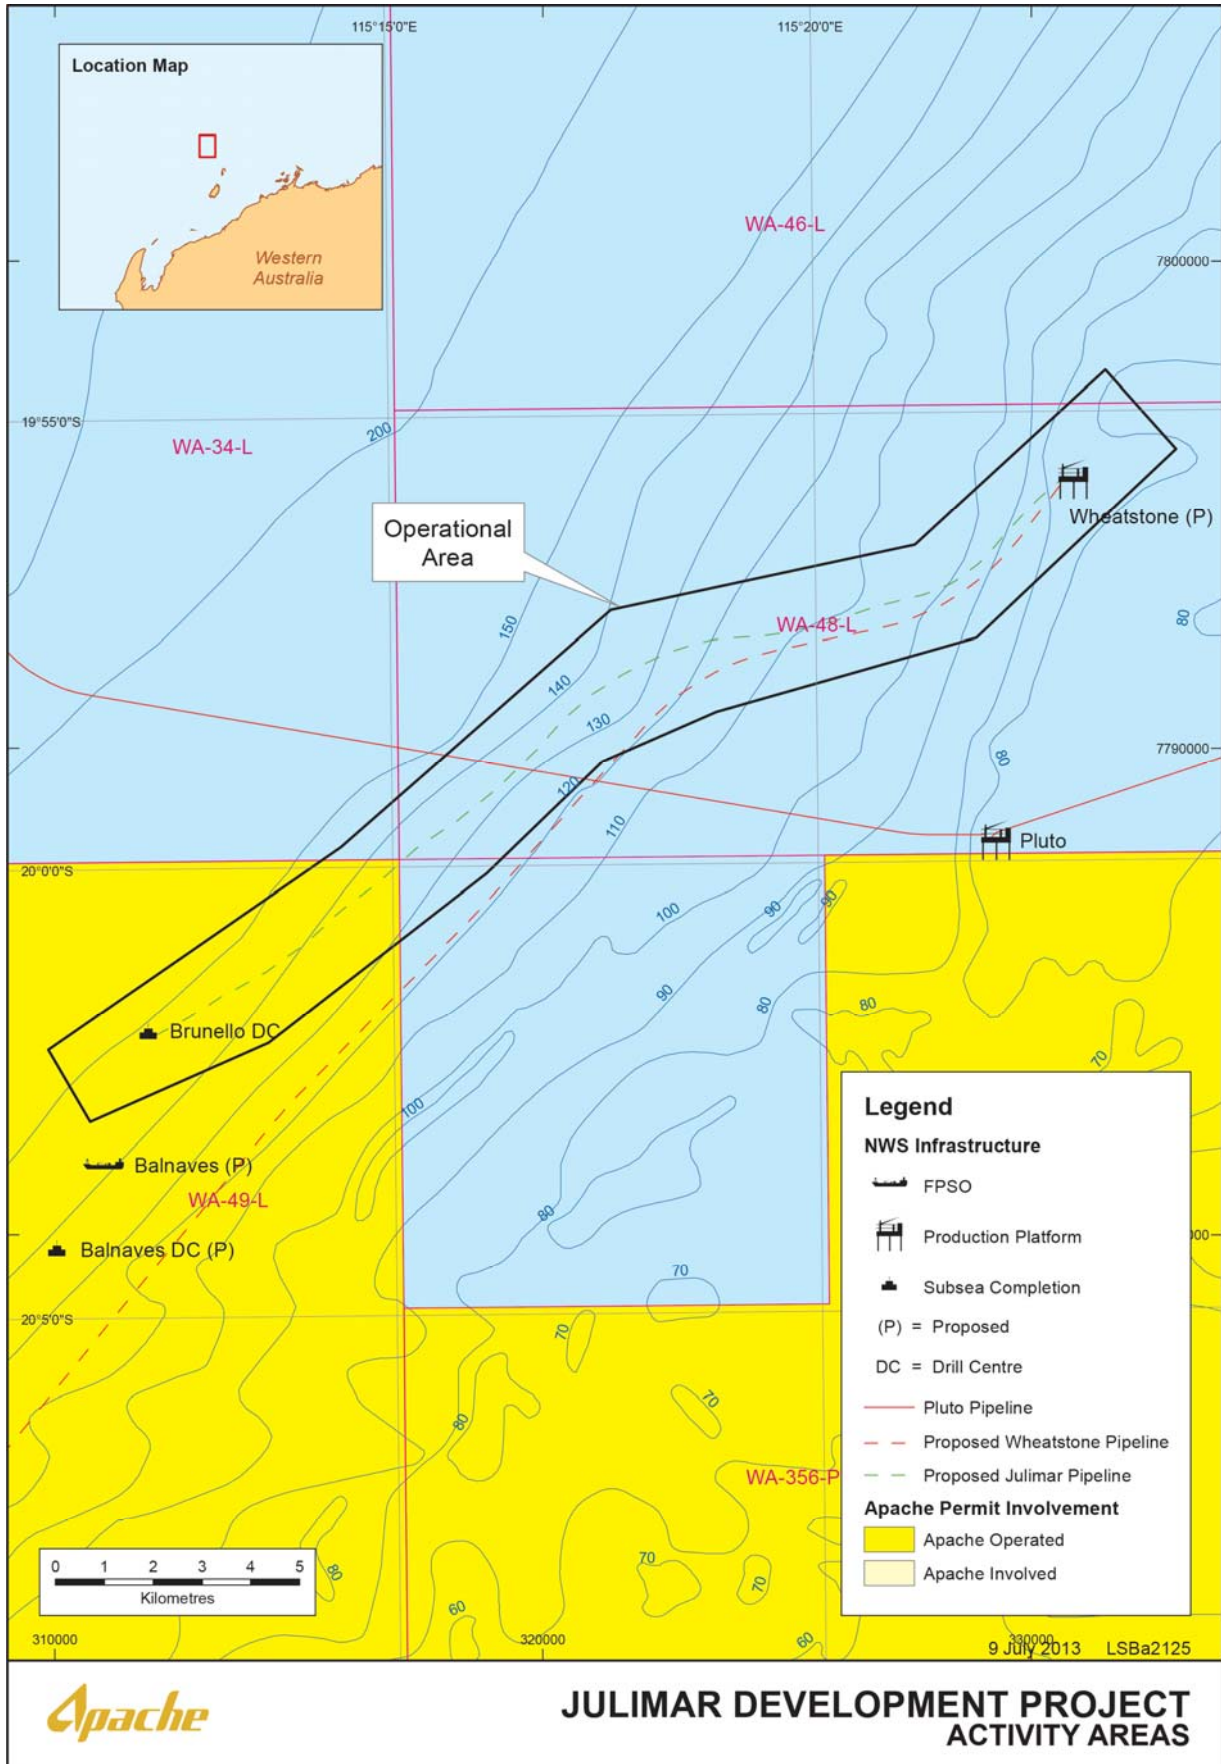 115°15'0"E
115°20'0"E
Location Map
Western
Australia
WA-46-L
7800000
19°55'0"S
WA-34-L
200
Operational
Area
Wheatstone (P)
150
WA-48-L
80
140
130
7790000
80
120
110
Pluto
20°0'0"S
100
90
90
90
80
80
Brunello DC
70
100
Balnaves (P)
WA-49-L
80
Balnaves DC (P)
70
20°5'0"S
70
70
80
WA-356-P
80
70
70
60
60
Legend
NWS Infrastructure
FPSO
Production Platform
Subsea Completion
(P) = Proposed
DC = Drill Centre
Pluto Pipeline
Proposed Wheatstone Pipeline
Proposed Julimar Pipeline
Apache Permit Involvement
Apache Operated
Apache Involved
0 1 2 3 4 5
Kilometres
310000
320000
9 July 2013 LSBa2125
Apache
JULIMAR DEVELOPMENT PROJECT
ACTIVITY AREAS